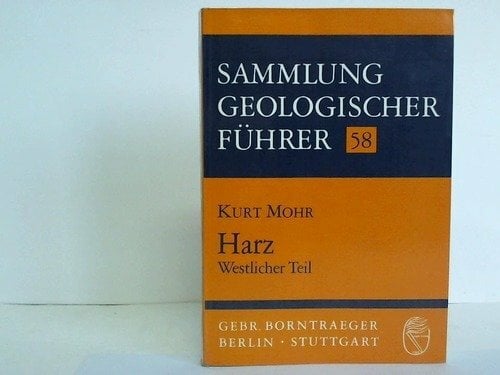 SAMMLUNG
GEOLOGISCHER
FÜHRER 58
KURT MOHR
Harz
Westlicher Teil
GEBR. BORNTRAEGER
BERLIN · STUTTGART